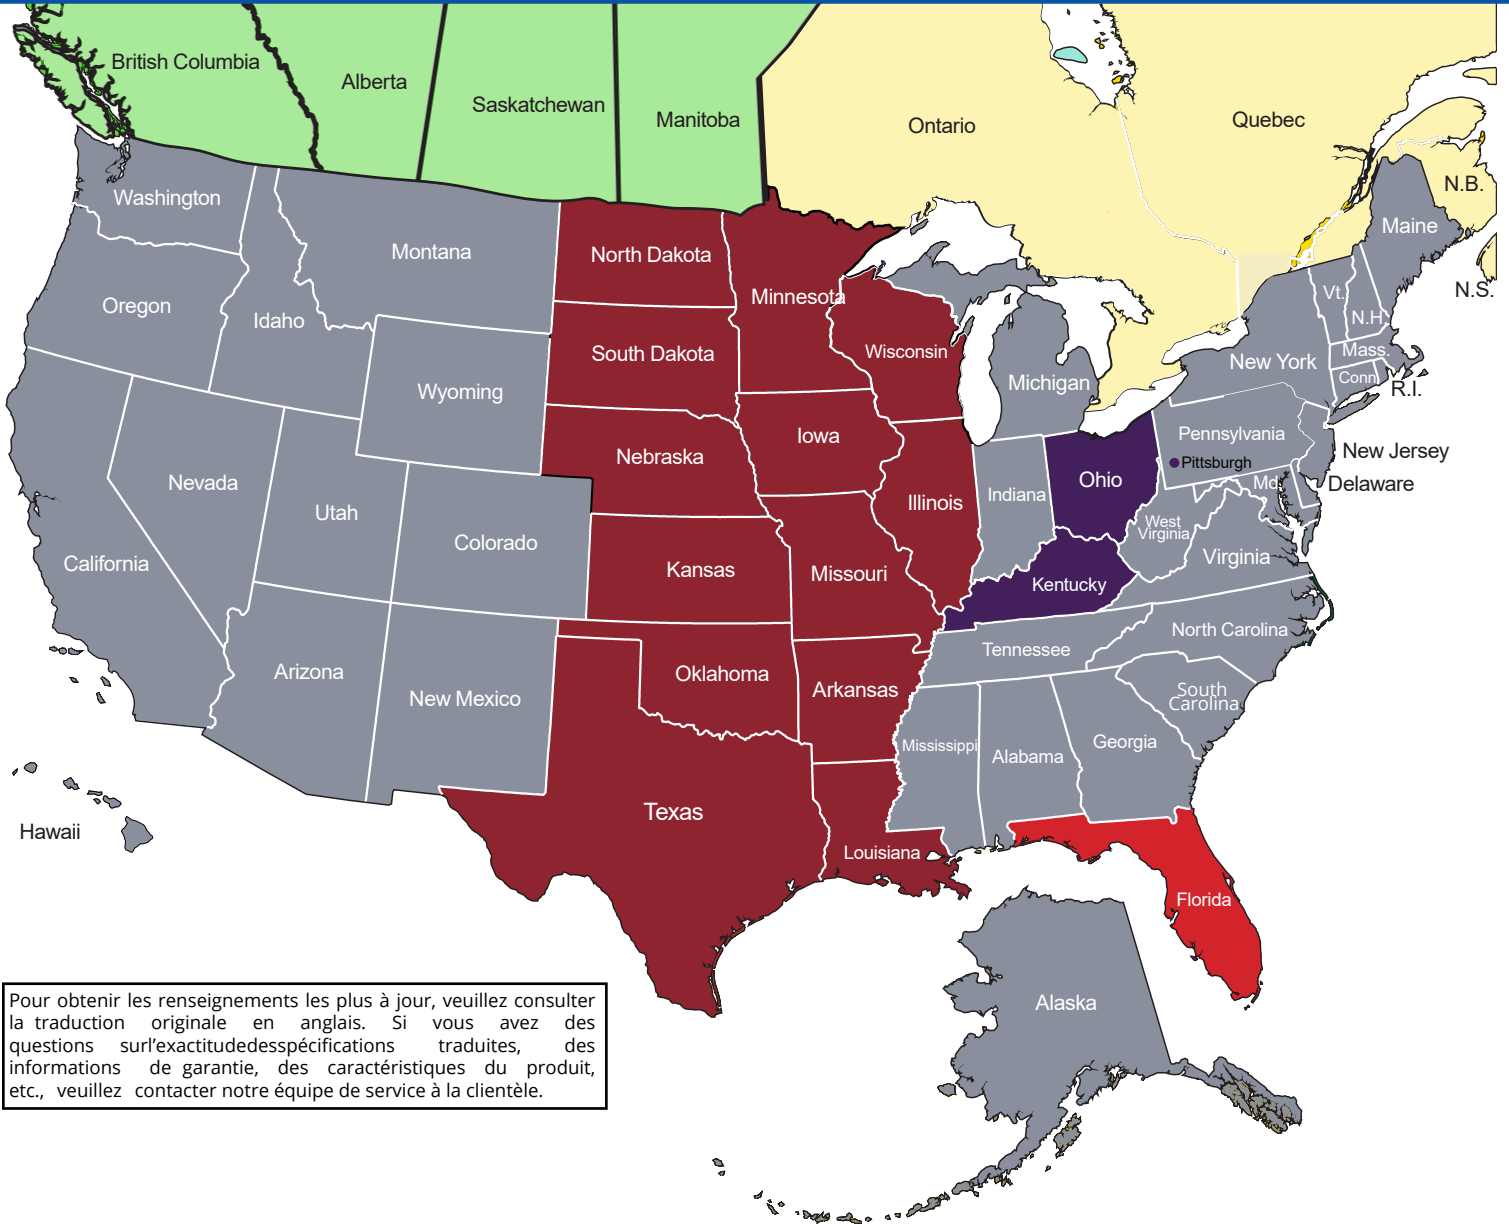 British Columbia
Alberta
Saskatchewan
Manitoba
Ontario
Quebec
N.B.
N.S.
Washington
Montana
North Dakota
Minnesota
Maine
Oregon
Idaho
Vt.
N.H.
South Dakota
Wisconsin
New York
Mass.
Wyoming
Michigan
Conn.
R.I.
Iowa
Pennsylvania
New Jersey
Nebraska
Pittsburgh
Nevada
Ohio
Md.
Delaware
Utah
Illinois
Indiana
Colorado
West
Virginia
California
Kansas
Missouri
Kentucky
Virginia
Arizona
Oklahoma
Tennessee
North Carolina
New Mexico
Arkansas
South
Carolina
Mississippi
Alabama
Georgia
Hawaii
Texas
Louisiana
Florida
Alaska
Pour obtenir les renseignements les plus à jour, veuillez consulter
la traduction originale en anglais. Si vous avez des
questions surl’exactitudedesspécifications traduites, des
informations de garantie, des caractéristiques du produit,
etc., veuillez contacter notre équipe de service à la clientèle.